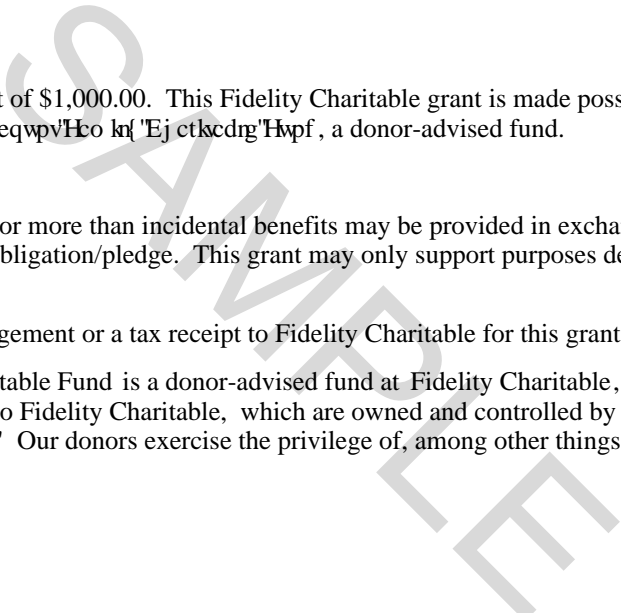 t of $1,000.00. This Fidelity Charitable grant is made poss
eqwpv'Hco kn{ "Ej ctkvcdng"Hwpf , a donor-advised fund.
or more than incidental benefits may be provided in excha
bligation/pledge. This grant may only support purposes de
gement or a tax receipt to Fidelity Charitable for this grant
table Fund is a donor-advised fund at Fidelity Charitable,
o Fidelity Charitable, which are owned and controlled by
" Our donors exercise the privilege of, among other things
SAMPLE